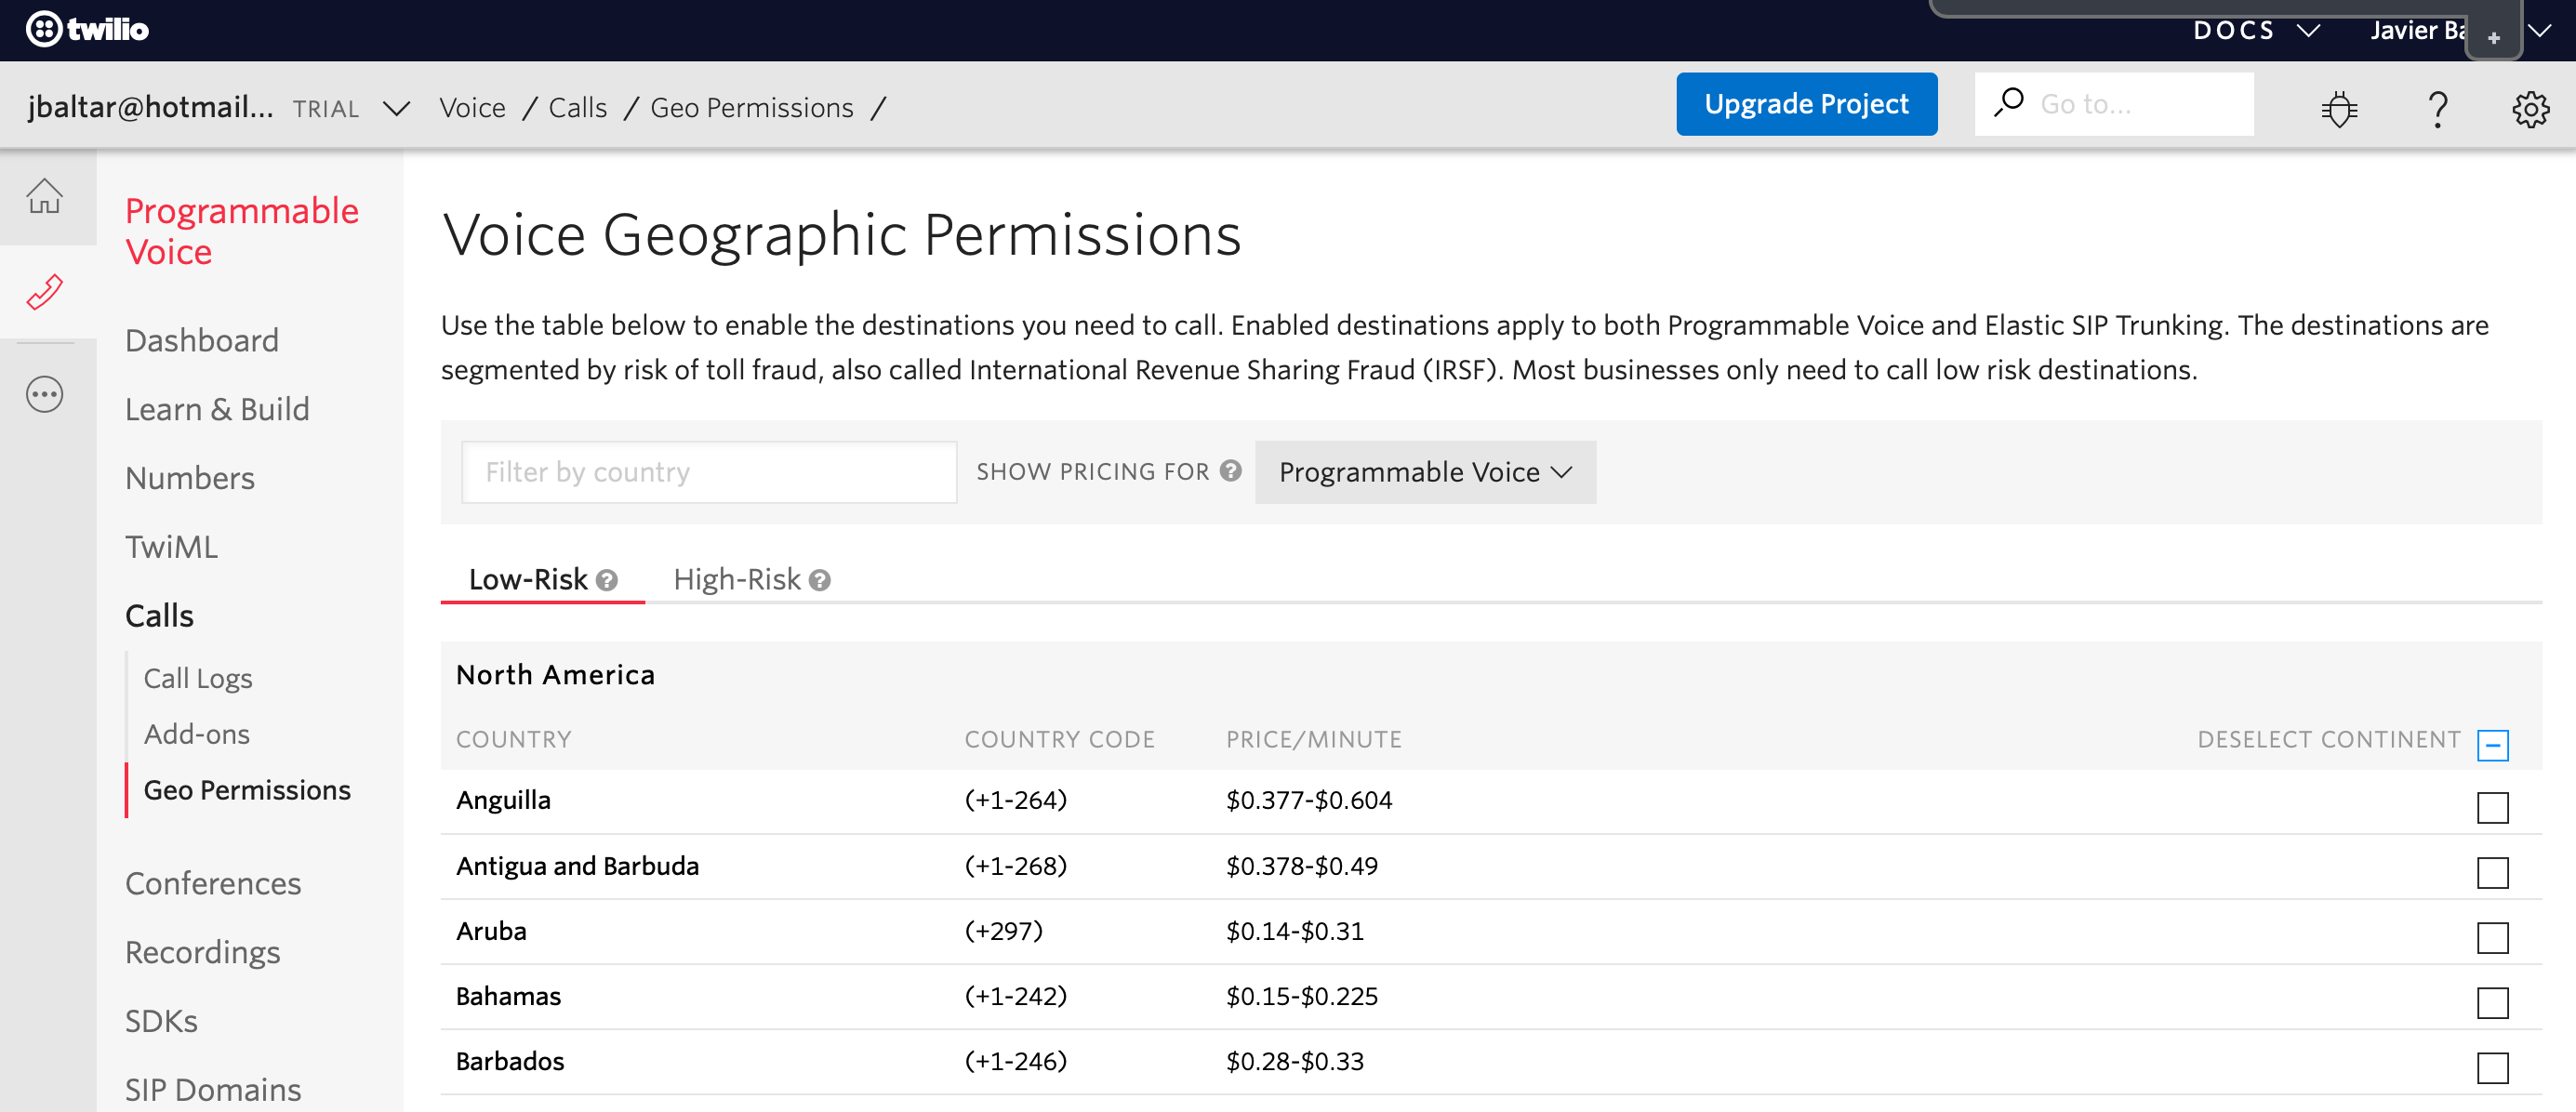 twilio
DOCS
Javier Ba
jbaltar@hotmail... TRIAL
Voice / Calls / Geo Permissions /
Upgrade Project
Go to...
Programmable
Voice
Dashboard
Learn & Build
Numbers
TwiML
Calls
Call Logs
Add-ons
Geo Permissions
Conferences
Recordings
SDKs
SIP Domains
Voice Geographic Permissions
Use the table below to enable the destinations you need to call. Enabled destinations apply to both Programmable Voice and Elastic SIP Trunking. The destinations are
segmented by risk of toll fraud, also called International Revenue Sharing Fraud (IRSF). Most businesses only need to call low risk destinations.
Filter by country SHOW PRICING FOR ? Programmable Voice
Low-Risk ? High-Risk ?
North America
COUNTRY COUNTRY CODE PRICE/MINUTE DESELECT CONTINENT
Anguilla (+1-264) $0.377-$0.604
Antigua and Barbuda (+1-268) $0.378-$0.49
Aruba (+297) $0.14-$0.31
Bahamas (+1-242) $0.15-$0.225
Barbados (+1-246) $0.28-$0.33